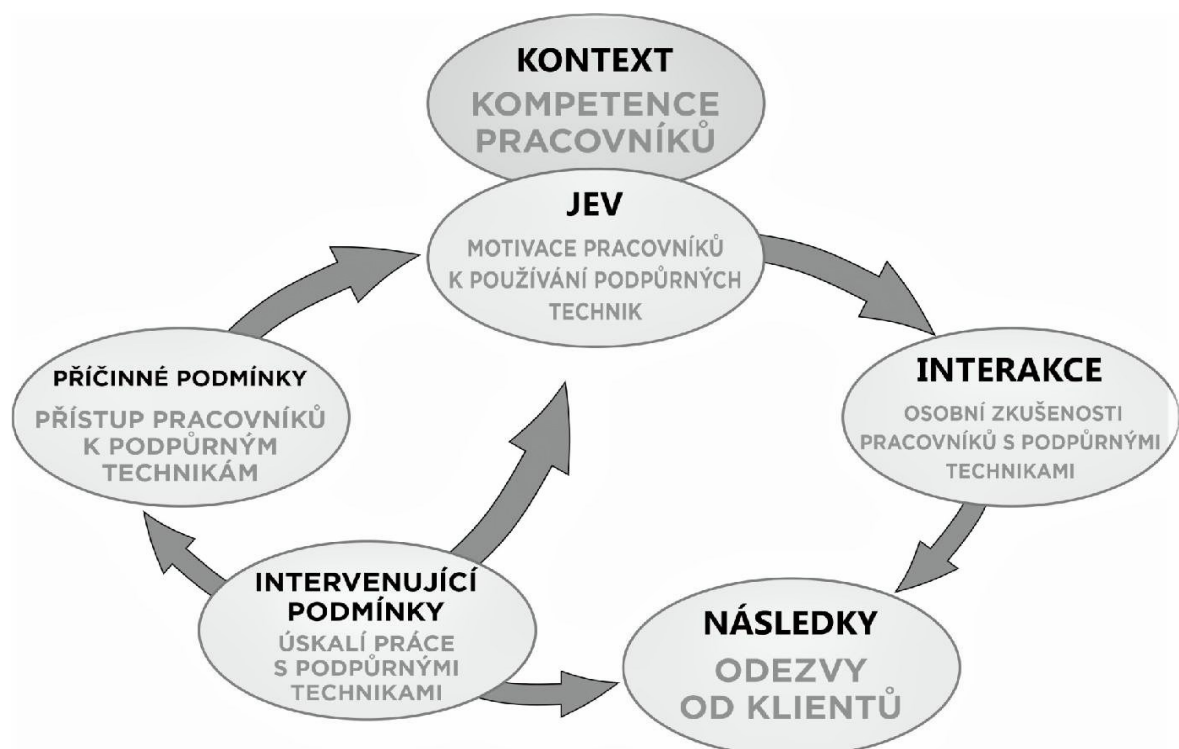 KONTEXT
KOMPETENCE
PRACOVNÍKŮ
JEV
MOTIVACE PRACOVNÍKŮ
K POUŽÍVÁNÍ PODPŮRNÝCH
TECHNIK
PŘÍČINNÉ PODMÍNKY
PŘÍSTUP PRACOVNÍKŮ
K PODPŮRNÝM
TECHNIKÁM
INTERAKCE
OSOBNÍ ZKUŠENOSTI
PRACOVNÍKŮ S PODPŮRNÝMI
TECHNIKAMI
INTERVENUJÍCÍ
PODMÍNKY
ÚSKALÍ PRÁCE
S PODPŮRNÝMI
TECHNIKAMI
NÁSLEDKY
ODEZVY
OD KLIENTŮ